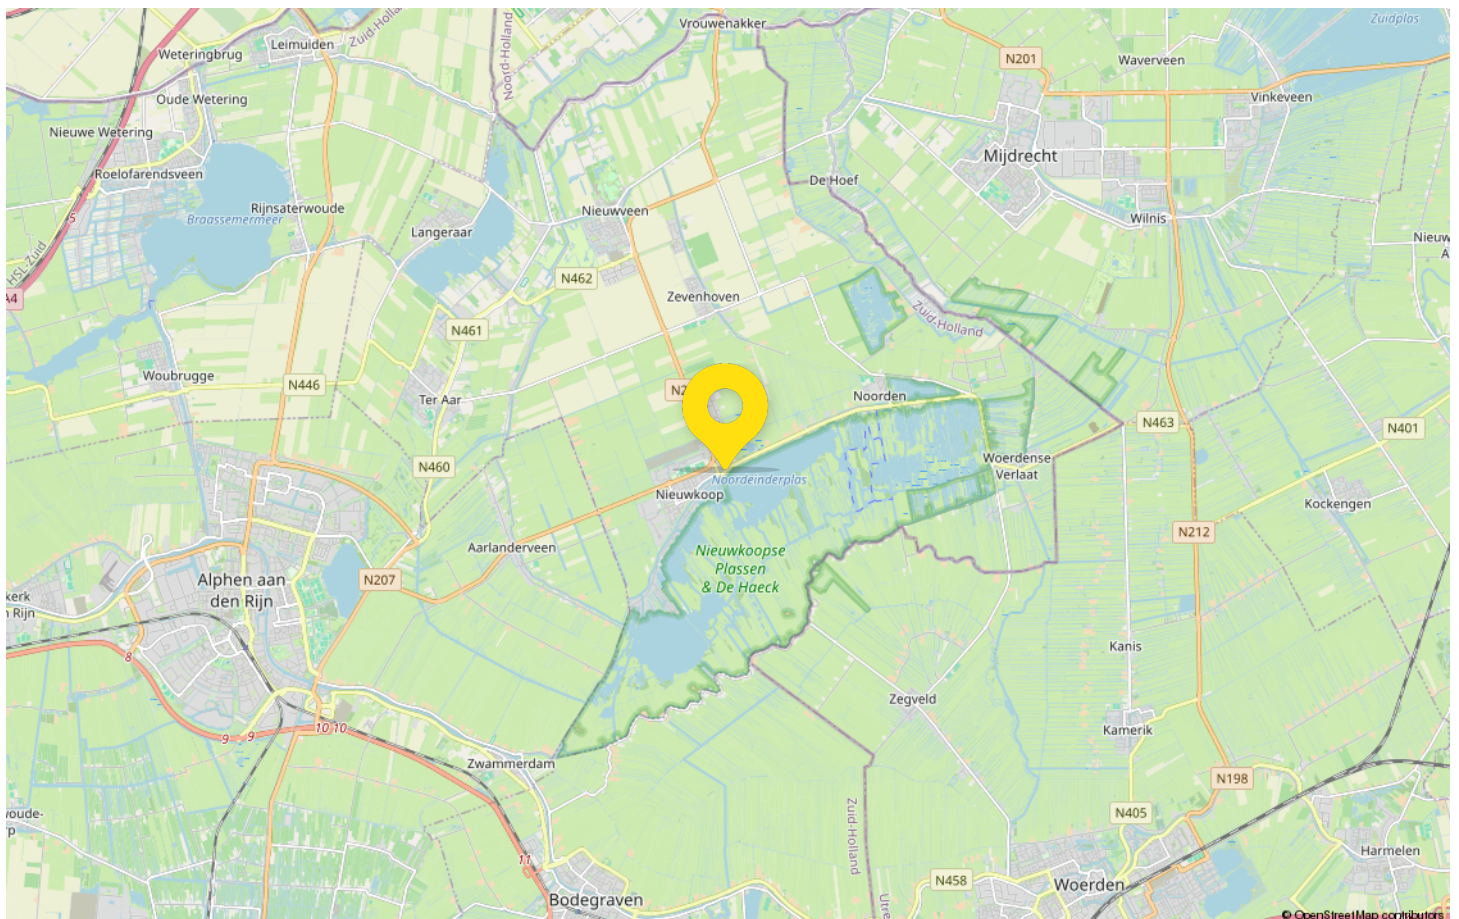 Vrouwenakker
Zuidplas
Leimuiden
Weteringbrug
Noord-Holland
N201
Waverveen
Oude Wetering
Vinkeveen
Nieuwe Wetering
Mijdrecht
Roelofarendsveen
De Hoef
Rijnsaterwoude
Nieuwveen
5
Braassemermeer
Wilnis
Langeraar
HSL-Zuid
N462
A4
Zevenhoven
Zuid-Holland
N461
Woubrugge
N446
Ter Aar
Noorden
N463
N401
N460
Woerdense
Verlaat
Noordeinderplas
Nieuwkoop
Kockengen
N212
Aarlanderveen
Nieuwkoopse
Plassen
& De Haeck
Alphen aan
den Rijn
N207
kerk
n Rijn
Kanis
8
Zegveld
10 10
Kamerik
9 9
Zwammerdam
N198
N405
Zuid-Holland
Harmelen
11
N458
Woerden
Bodegraven
© OpenStreetMap contributors